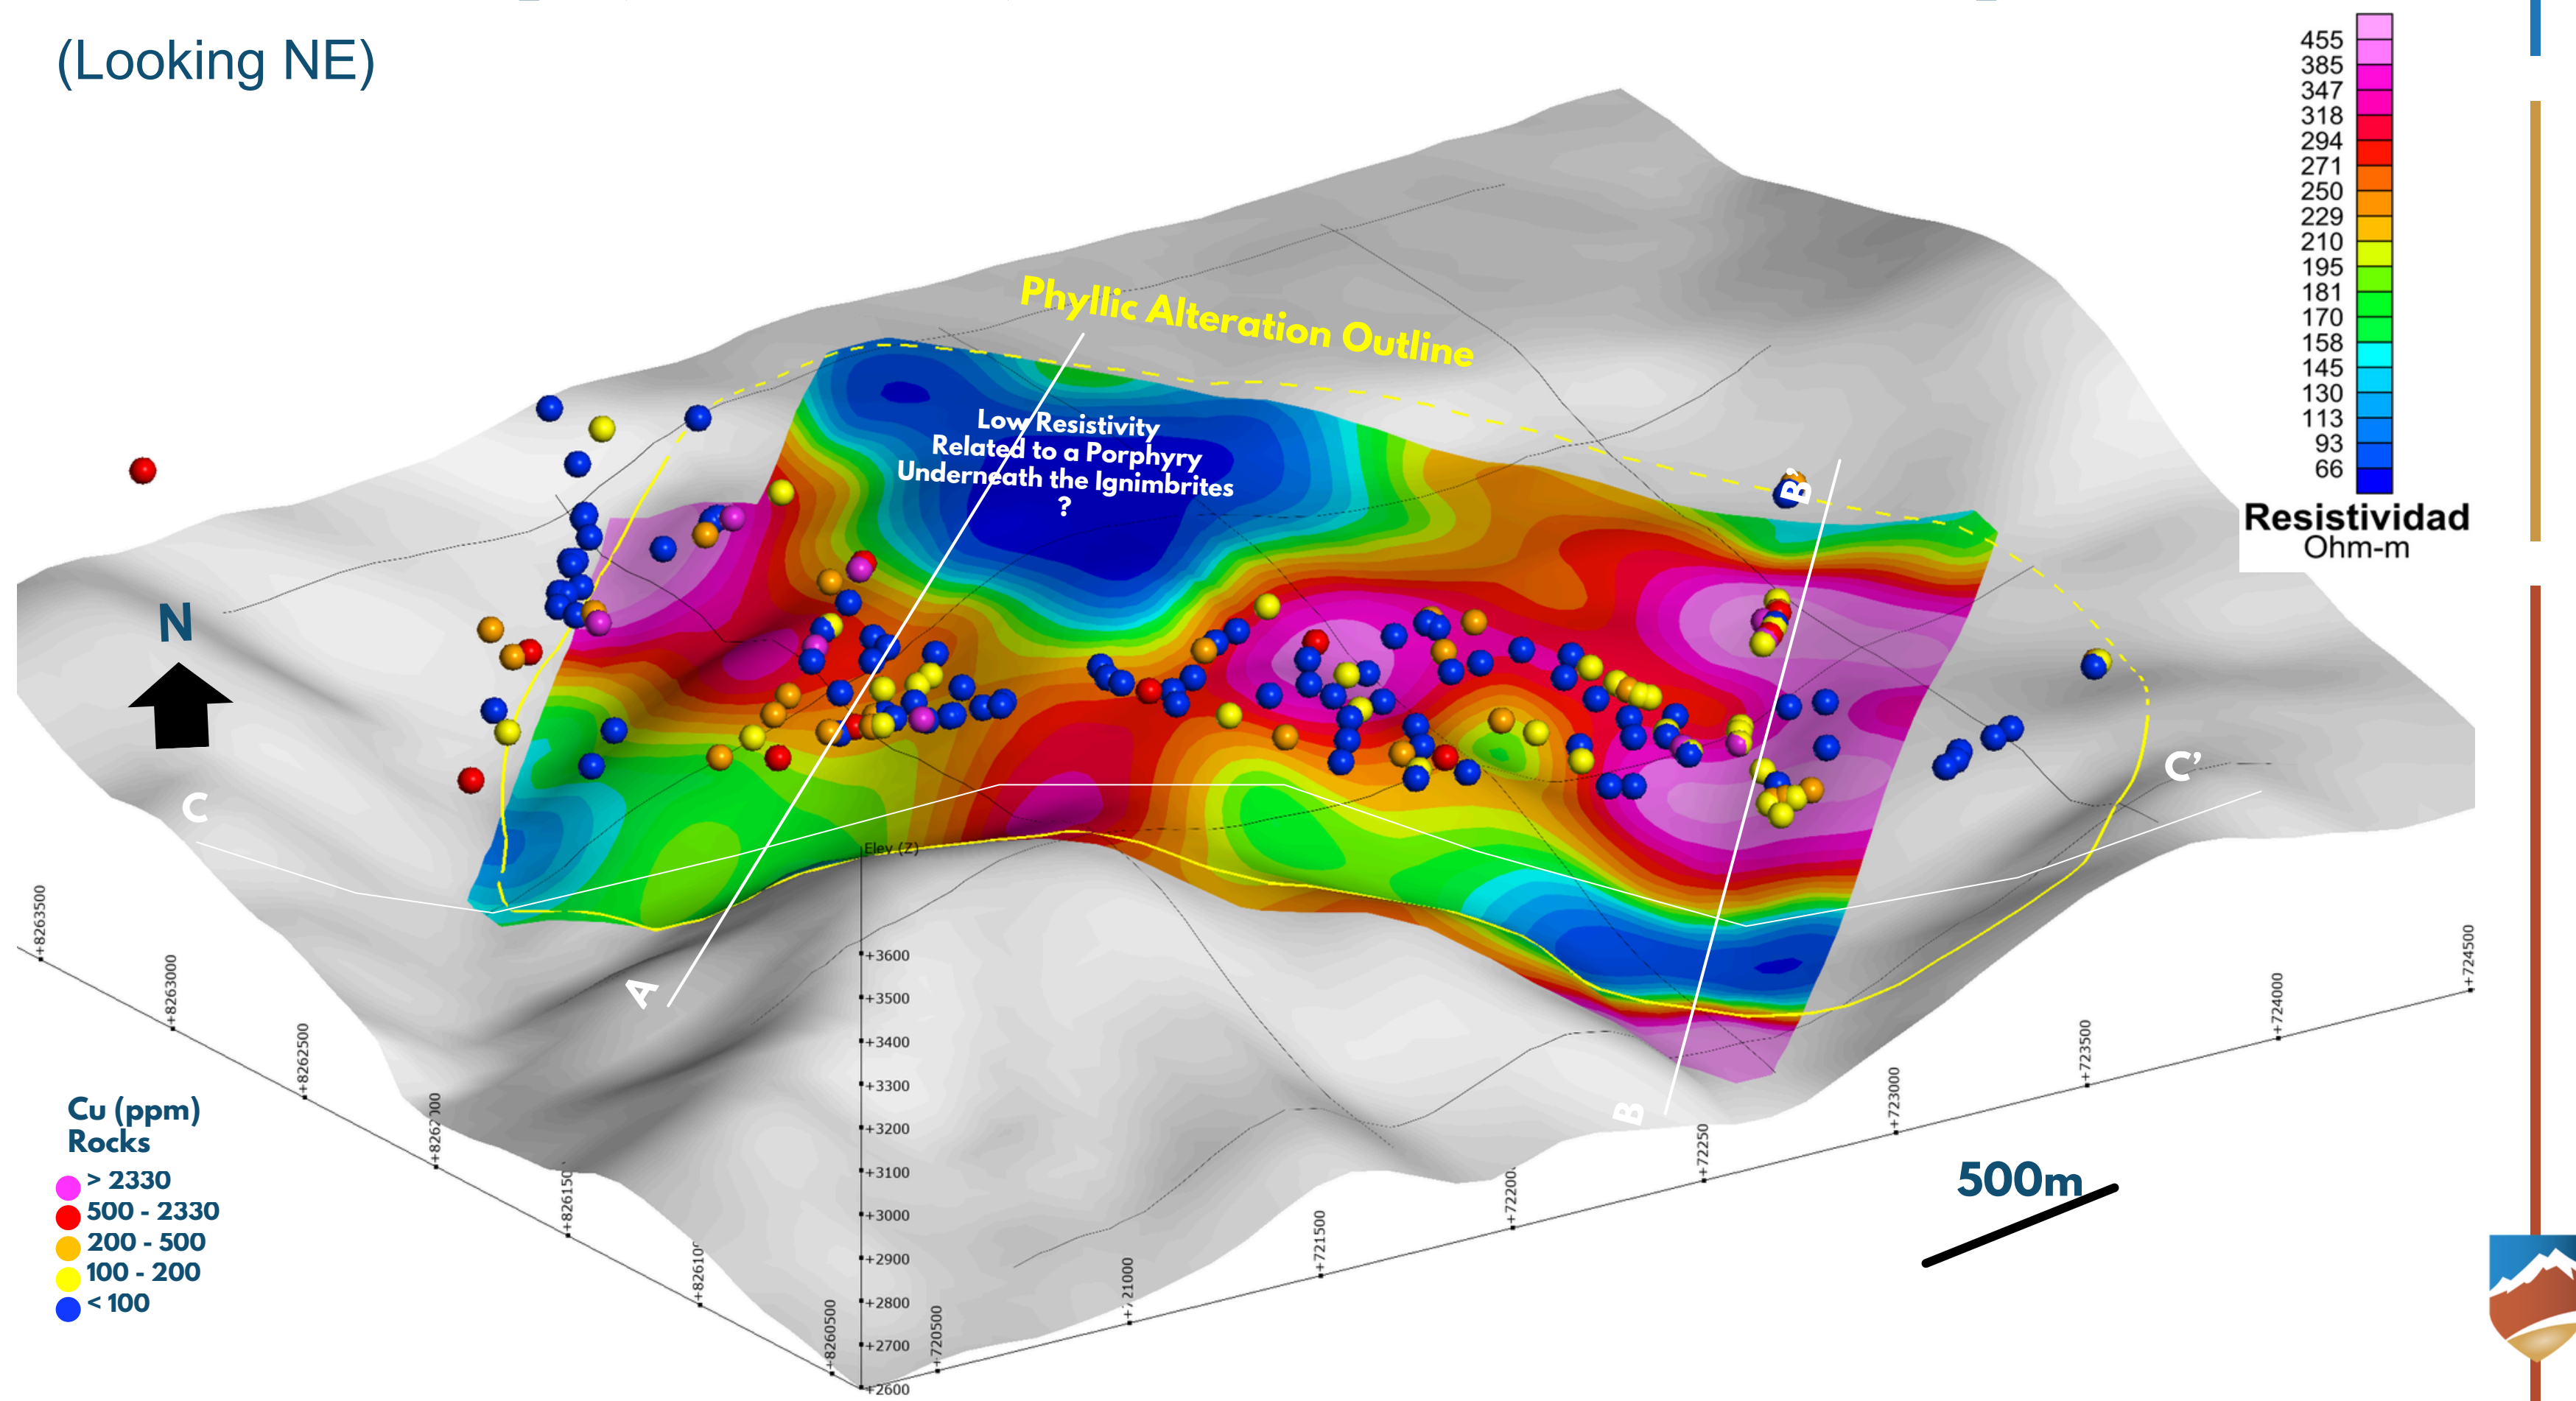 (Looking NE)
455
385
347
318
294
271
250
229
210
195
181
170
158
145
130
113
93
66
Resistividad
Ohm-m
Phyllic Alteration Outline
Low Resistivity
Related to a Porphyry
Underneath the Ignimbrites
?
B'
N
C
C'
A
B
Elev (Z)
+3600
+3500
+3400
+3300
+3200
+3100
+3000
+2900
+2800
+2700
+2600
+8263500
+8263000
+8262500
+8260500
+720500
+721500
+72250
+723000
+723500
+724000
+724500
500m
Cu (ppm)
Rocks
> 2330
500 - 2330
200 - 500
100 - 200
< 100